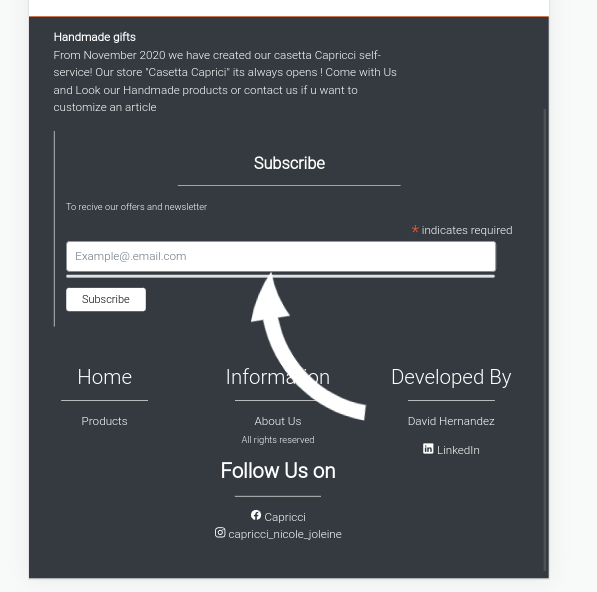 Handmade gifts
From November 2020 we have created our casetta Capricci self-
service! Our store "Casetta Caprici" its always opens ! Come with Us
and Look our Handmade products or contact us if u want to
customize an article
Subscribe
To recive our offers and newsletter
* indicates required
Example@.email.com
Subscribe
Home
Products
Information
About Us
All rights reserved
Developed By
David Hernandez
LinkedIn
Follow Us on
Capricci
capricci_nicole_joleine